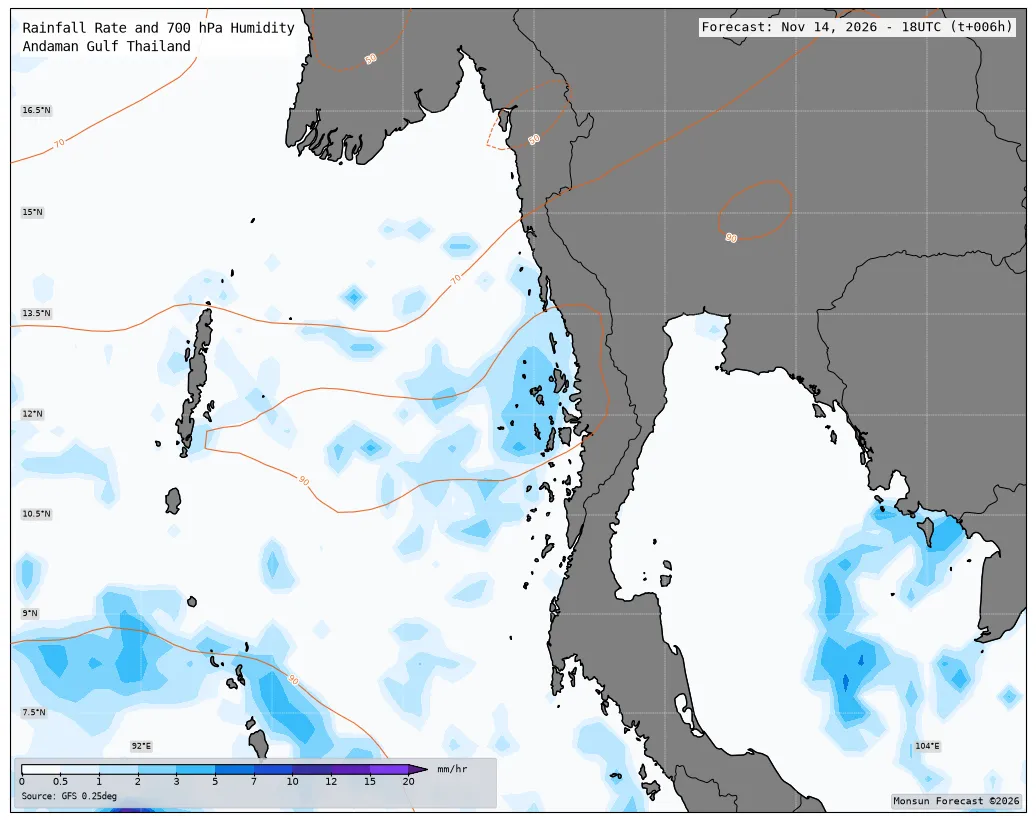 Rainfall Rate and 700 hPa Humidity
Andaman Gulf Thailand
Forecast: Nov 14, 2026 - 18UTC (t+006h)
50
16.5°N
50
70
15°N
90
70
13.5°N
12°N
90
10.5°N
9°N
90
7.5°N
92°E
104°E
mm/hr
0 0.5 1 2 3 5 7 10 12 15 20
Source: GFS 0.25deg
Monsun Forecast ©2026